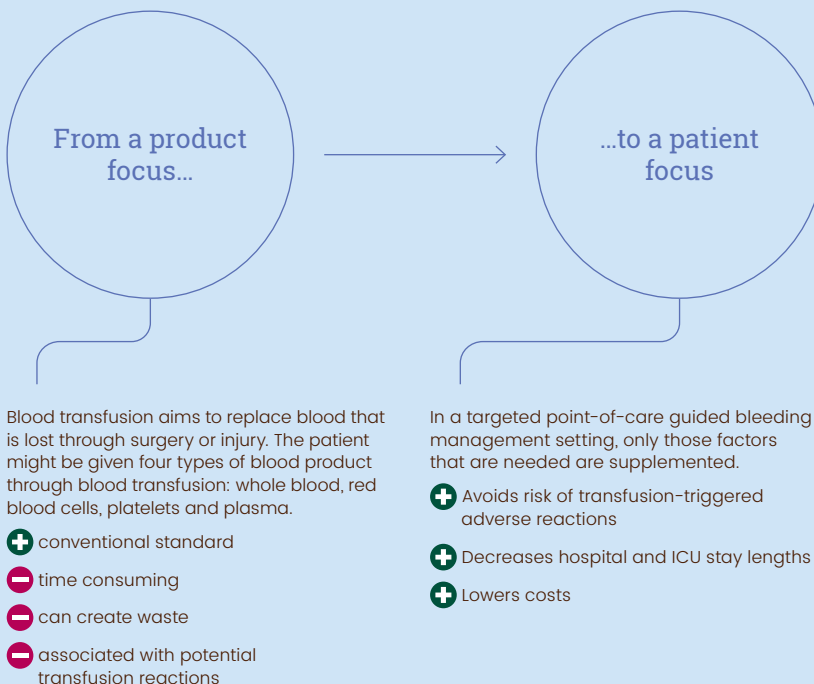 From a product
focus...
...to a patient
focus
Blood transfusion aims to replace blood that
is lost through surgery or injury. The patient
might be given four types of blood product
through blood transfusion: whole blood, red
blood cells, platelets and plasma.
conventional standard
time consuming
can create waste
associated with potential
transfusion reactions
In a targeted point-of-care guided bleeding
management setting, only those factors
that are needed are supplemented.
Avoids risk of transfusion-triggered
adverse reactions
Decreases hospital and ICU stay lengths
Lowers costs